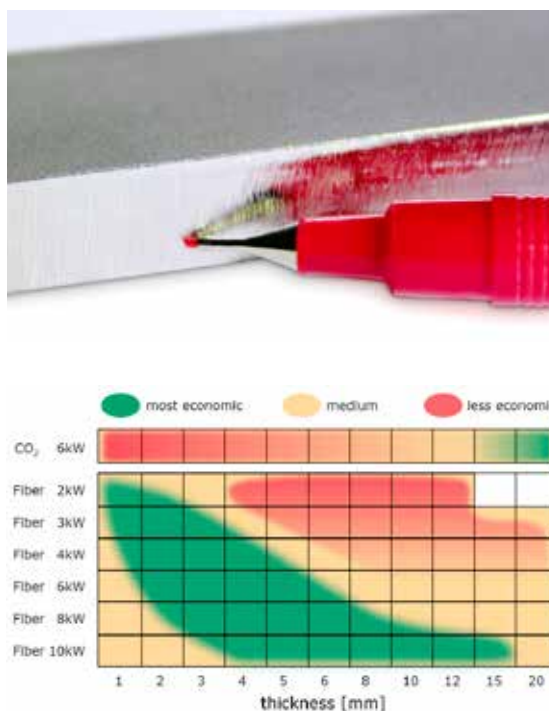 most economic medium less economi
CO₂ 6kW
Fiber 2kW
Fiber 3kW
Fiber 4kW
Fiber 6kW
Fiber 8kW
Fiber 10kW
1 2 3 4 5 6 8 10 12 15 20
thickness [mm]